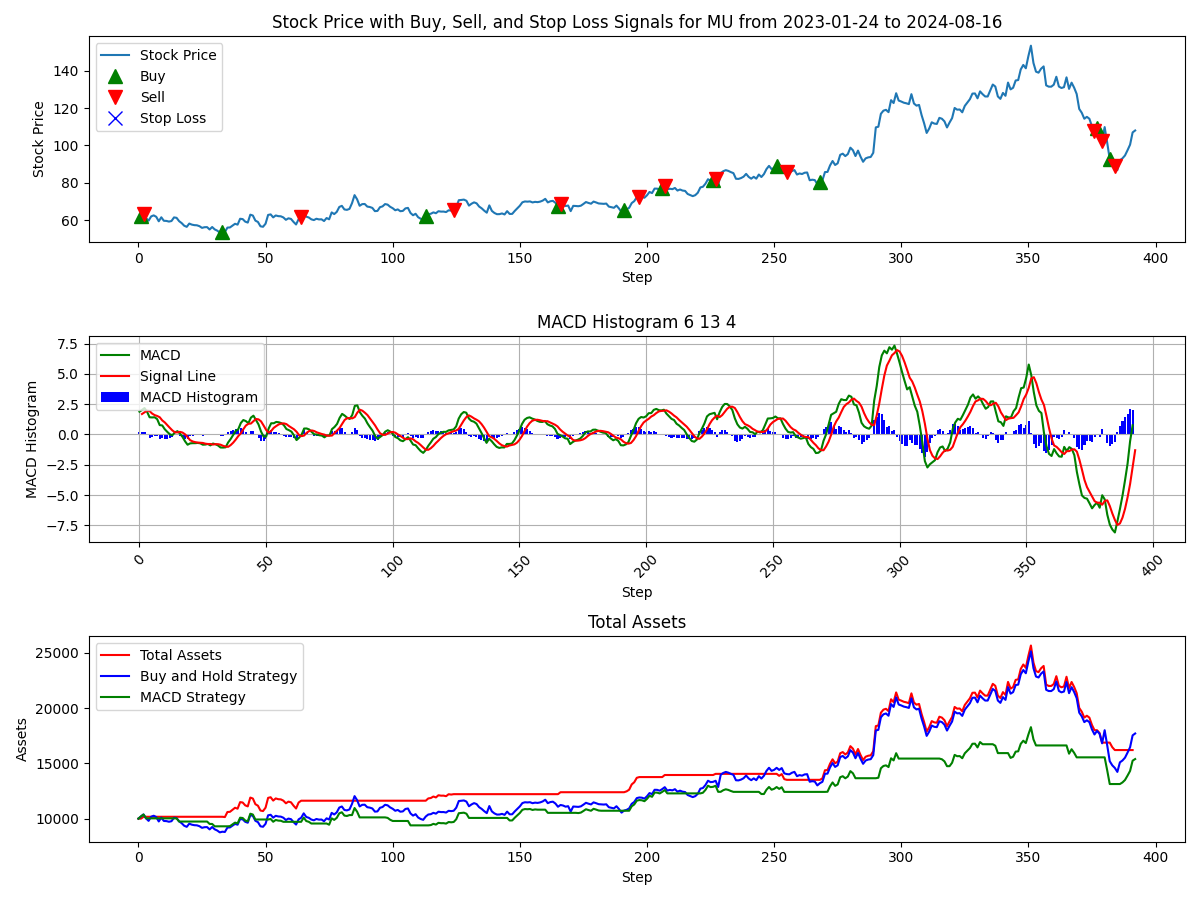 Stock Price with Buy, Sell, and Stop Loss Signals for MU from 2023-01-24 to 2024-08-16
Stock Price
Buy
Sell
Stop Loss
Stock Price
140
120
100
80
60
0 50 100 150 200 250 300 350 400
Step
MACD Histogram 6 13 4
MACD
Signal Line
MACD Histogram
MACD Histogram
7.5
5.0
2.5
0.0
−2.5
−5.0
−7.5
0 50 100 150 200 250 300 350 400
Step
Total Assets
Total Assets
Buy and Hold Strategy
MACD Strategy
Assets
25000
20000
15000
10000
0 50 100 150 200 250 300 350 400
Step